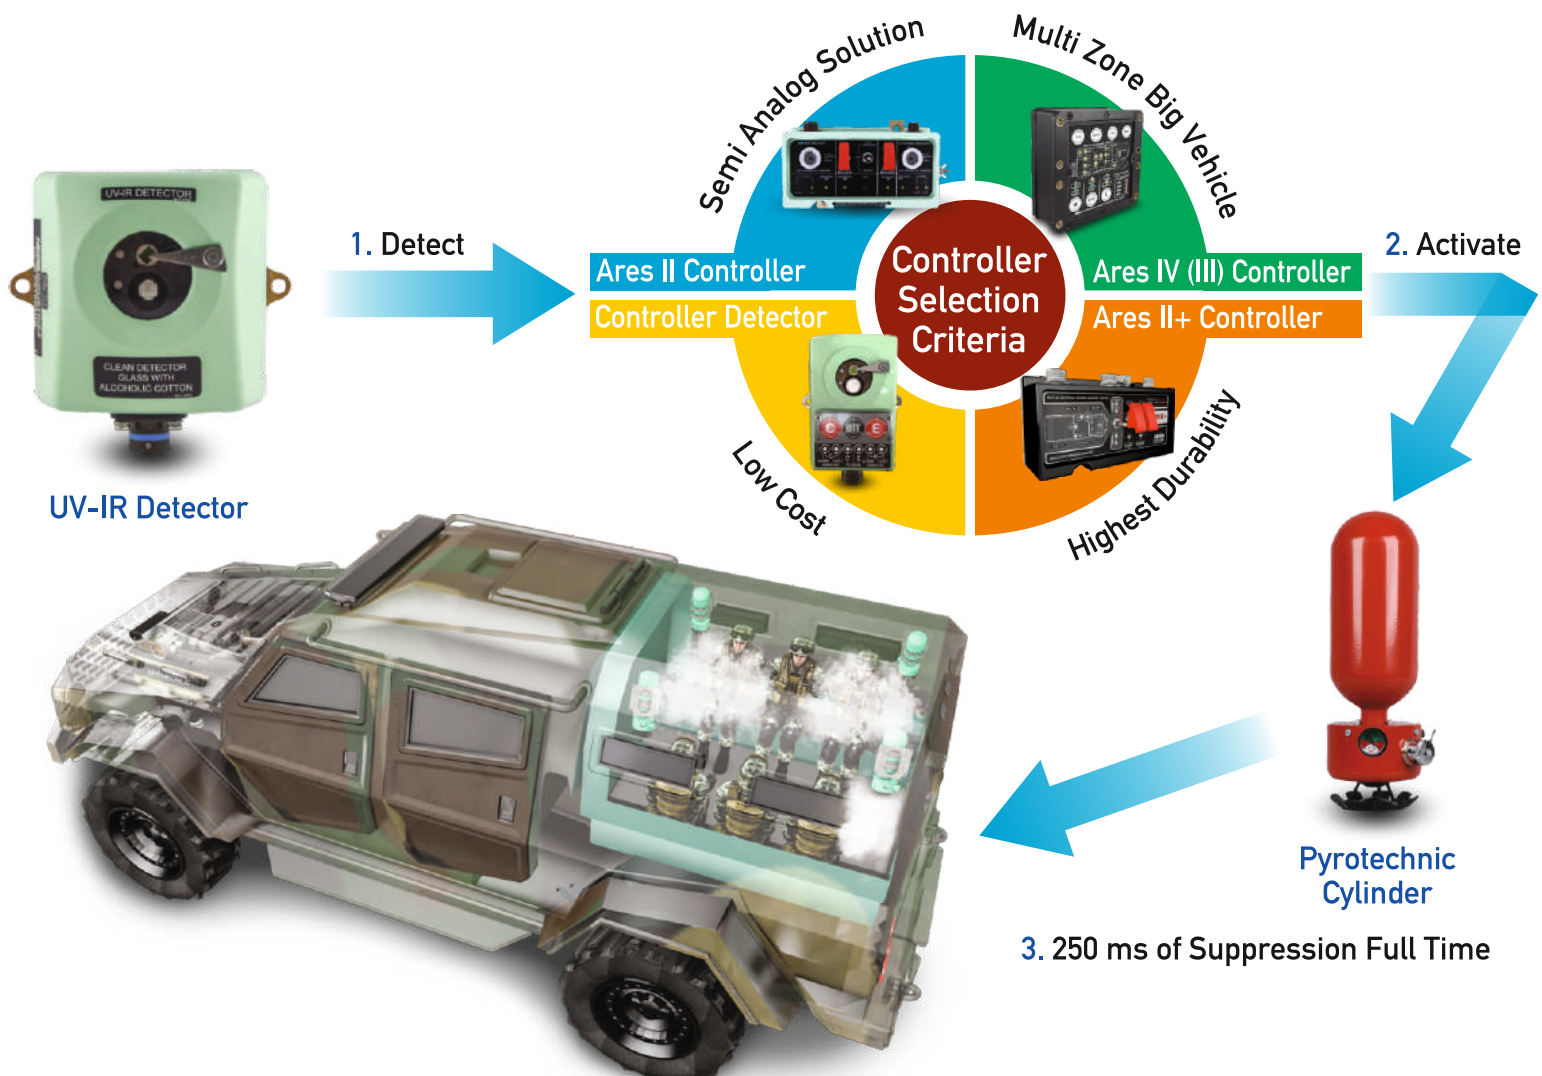 Semi Analog Solution
Multi Zone Big Vehicle
UV-IR DETECTOR
1. Detect
2. Activate
Ares II Controller
Controller
Selection
Criteria
Ares IV (III) Controller
Controller Detector
Ares II+ Controller
CLEAN DETECTOR
GLASS WITH
ALCOHOLIC COTTON
C BIT E
Low Cost
Highest Durability
UV-IR Detector
Pyrotechnic
Cylinder
3. 250 ms of Suppression Full Time